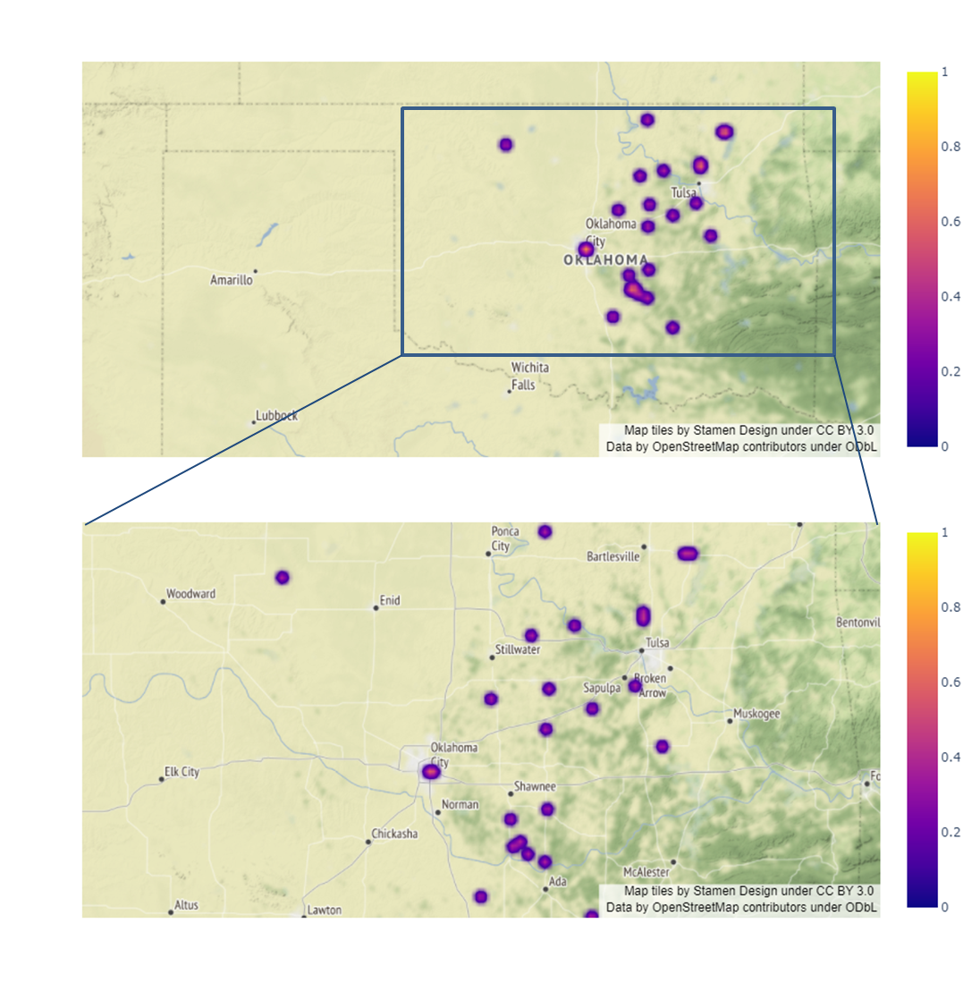 1
0.8
Tulsa
Oklahoma
City
0.6
OKLAHOMA
Amarillo
0.4
Wichita
Falls
0.2
Lubbock
Map tiles by Stamen Design under CC BY 3.0
Data by OpenStreetMap contributors under ODbL
0
Ponca
City
1
Bartlesville
Woodward
Enid
0.8
Bentonvil
Tulsa
Stillwater
Broken
Arrow
Sapulpa
0.6
Muskogee
Oklahoma
City
0.4
Elk City
Fo
Shawnee
Norman
Chickasha
0.2
McAlester
Ada
Map tiles by Stamen Design under CC BY 3.0
Altus
Lawton
Data by OpenStreetMap contributors under ODbL
0